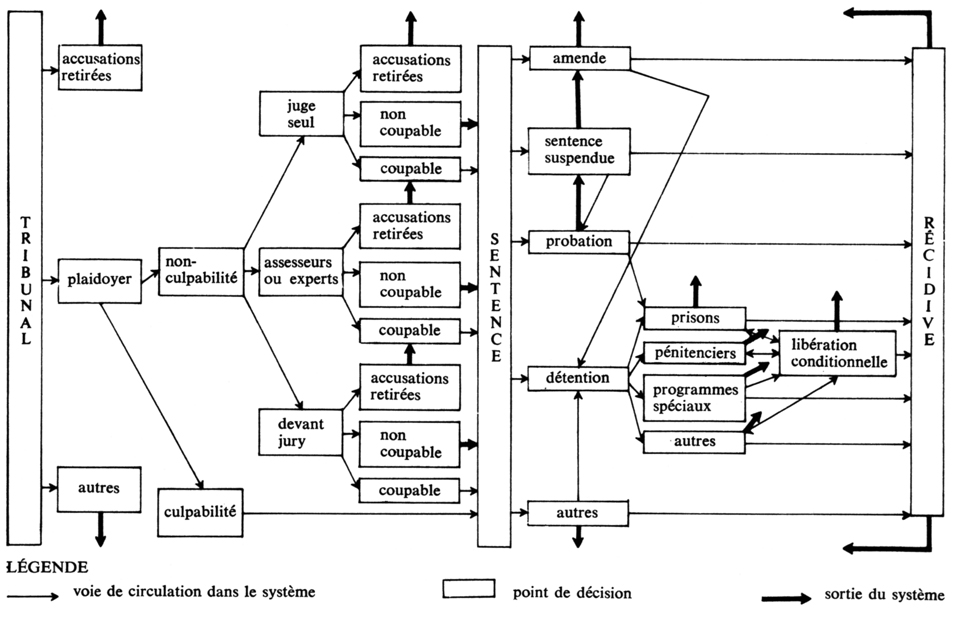 TRIBUNAL
accusations
retirées
plaidoyer
autres
non-
culpabilité
culpabilité
juge
seul
assesseurs
ou experts
devant
jury
accusations
retirées
non
coupable
coupable
accusations
retirées
non
coupable
coupable
accusations
retirées
non
coupable
coupable
SENTENCE
amende
sentence
suspendue
probation
détention
autres
prisons
pénitenciers
programmes
spéciaux
autres
libération
conditionnelle
RÉCIDIVE
LÉGENDE
voie de circulation dans le système
point de décision
sortie du système